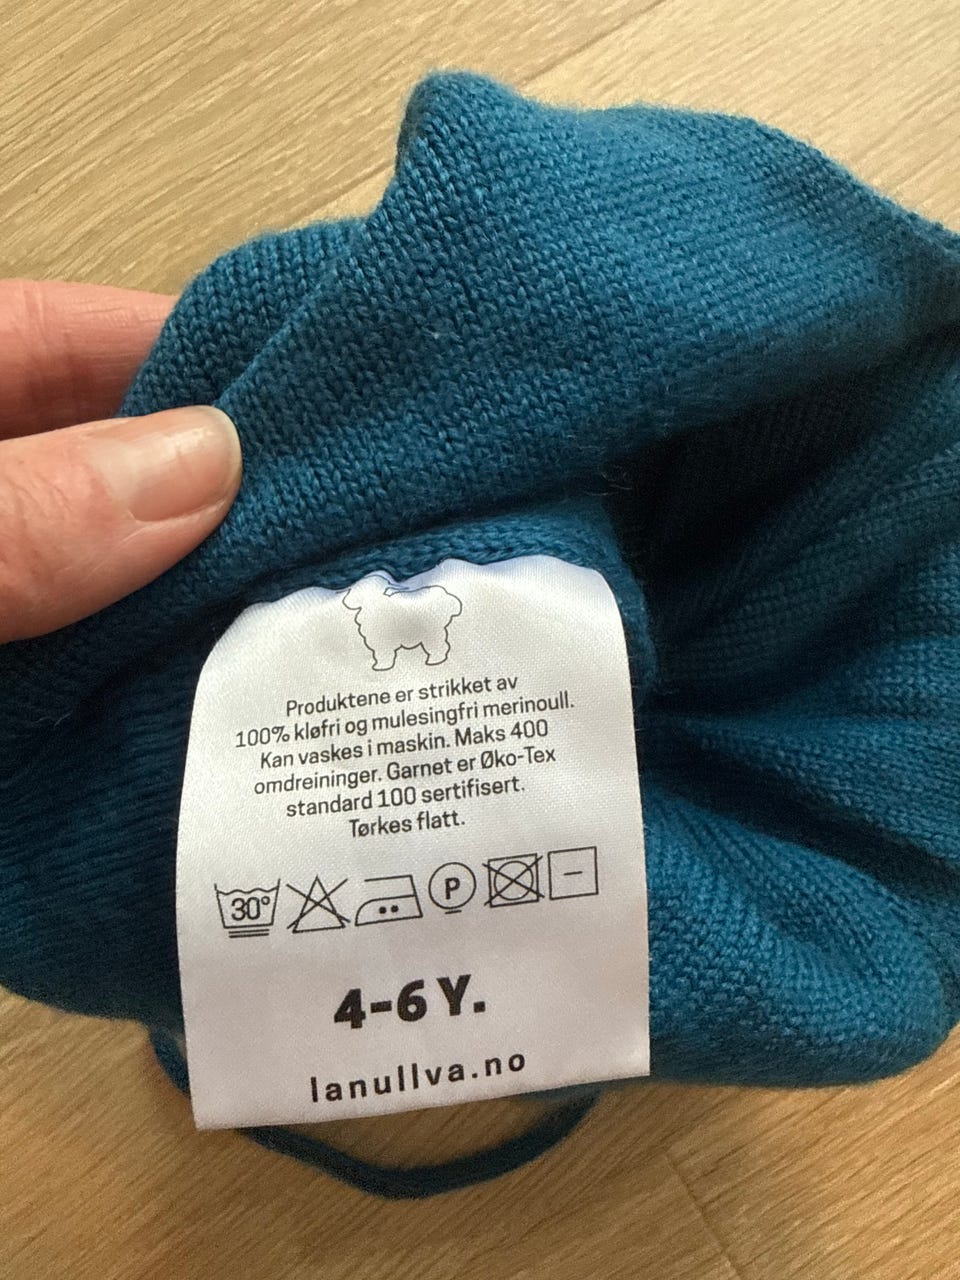 Produktene er strikket av
100% kløfri og mulesingfri merinoull.
Kan vaskes i maskin. Maks 400
omdreininger. Garnet er Øko-Tex
standard 100 sertifisert.
Tørkes flatt.
30°
P
4-6 Y.
lanullva.no